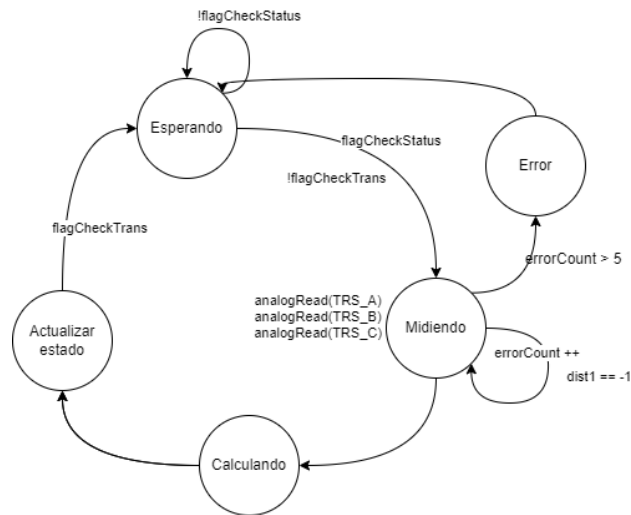 !flagCheckStatus
Esperando
flagCheckStatus
!flagCheckTrans
Error
flagCheckTrans
errorCount > 5
analogRead(TRS_A)
analogRead(TRS_B)
analogRead(TRS_C)
Midiendo
Actualizar
estado
errorCount ++
dist1 == -1
Calculando